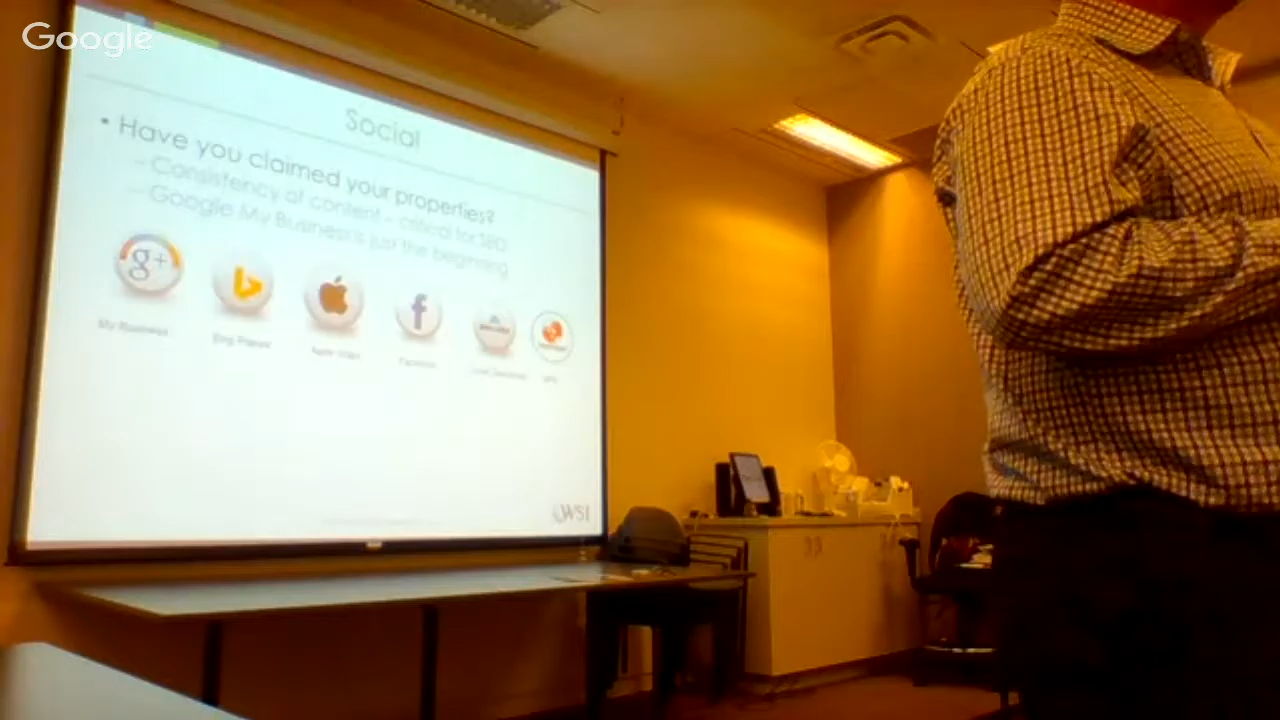 Google
Social
• Have you claimed your properties?
– Consistency of content – critical for SEO
– Google My Business is just the beginning
g+
f
My Business
Bing Places
Apple
Facebook
WSI